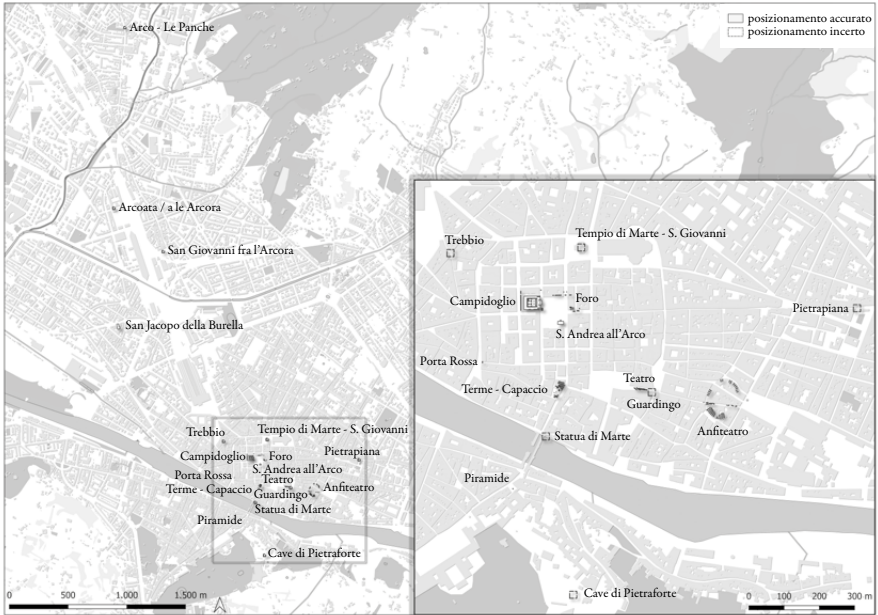 posizionamento accurato
posizionamento incerto
Arco - Le Panche
Arcoata / a le Arcora
San Giovanni fra l'Arcora
San Jacopo della Burella
Trebbio
Tempio di Marte - S. Giovanni
Campidoglio
Foro
Pietrapiana
S. Andrea all'Arco
Porta Rossa
Teatro
Terme - Capaccio
Guardingo
Anfiteatro
Statua di Marte
Piramide
Cave di Pietraforte
0 500 1.000 1.500 m
Trebbio
Tempio di Marte - S. Giovanni
Campidoglio
Foro
Pietrapiana
S. Andrea all'Arco
Porta Rossa
Teatro
Terme - Capaccio
Guardingo
Anfiteatro
Statua di Marte
Piramide
Cave di Pietraforte
0 100 200 300 m